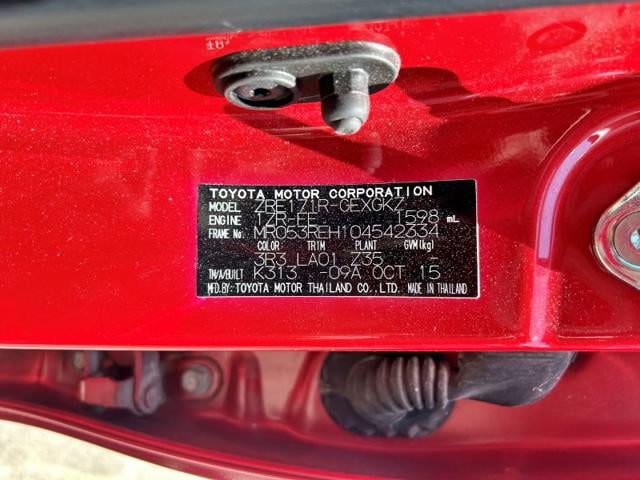 TOYOTA MOTOR CORPORATION
MODEL ZRE171R-GEXGKZ
ENGINE 1ZR-FE 1598 mL
FRAME No. MR053REH104542334
COLOR TRIM PLANT GVM(kg)
3R3 LA01 Z35 -
T/M/A/BUILT K313 -09A OCT 15
MFD.BY: TOYOTA MOTOR THAILAND CO.,LTD. MADE IN THAILAND